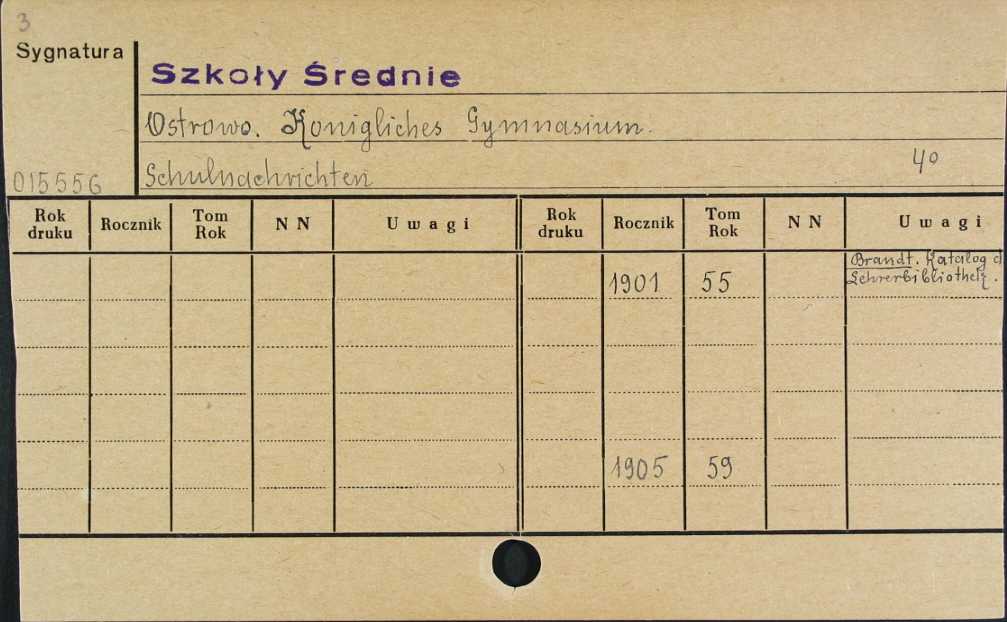 3
Sygnatura
Szkoły Średnie
Ostrowo. Konigliches Gymnasium.
015556
Schulnachrichten
40
Rok druku Rocznik Tom Rok N N Uwagi Rok druku Rocznik Tom Rok N N Uwagi
1901 55 Brandt. Katalog d
Lehrerbibliothek.
1905 59